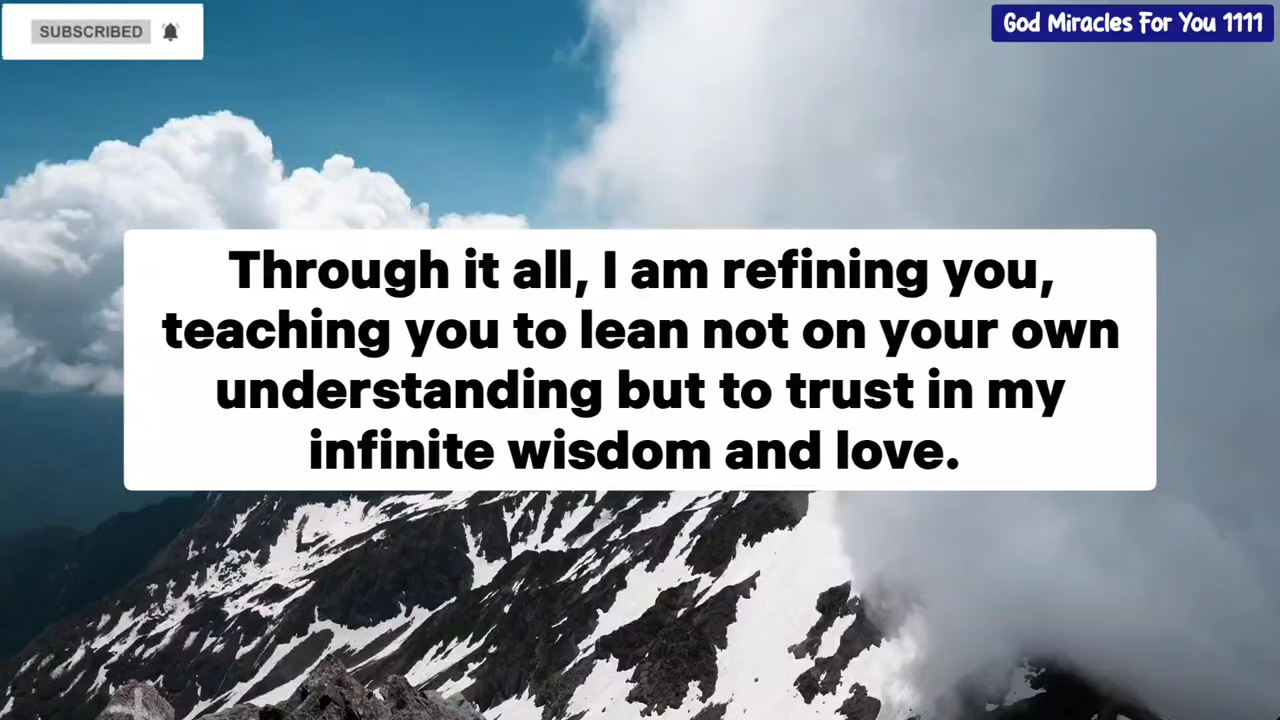 SUBSCRIBED
God Miracles For You 1111
Through it all, I am refining you,
teaching you to lean not on your own
understanding but to trust in my
infinite wisdom and love.